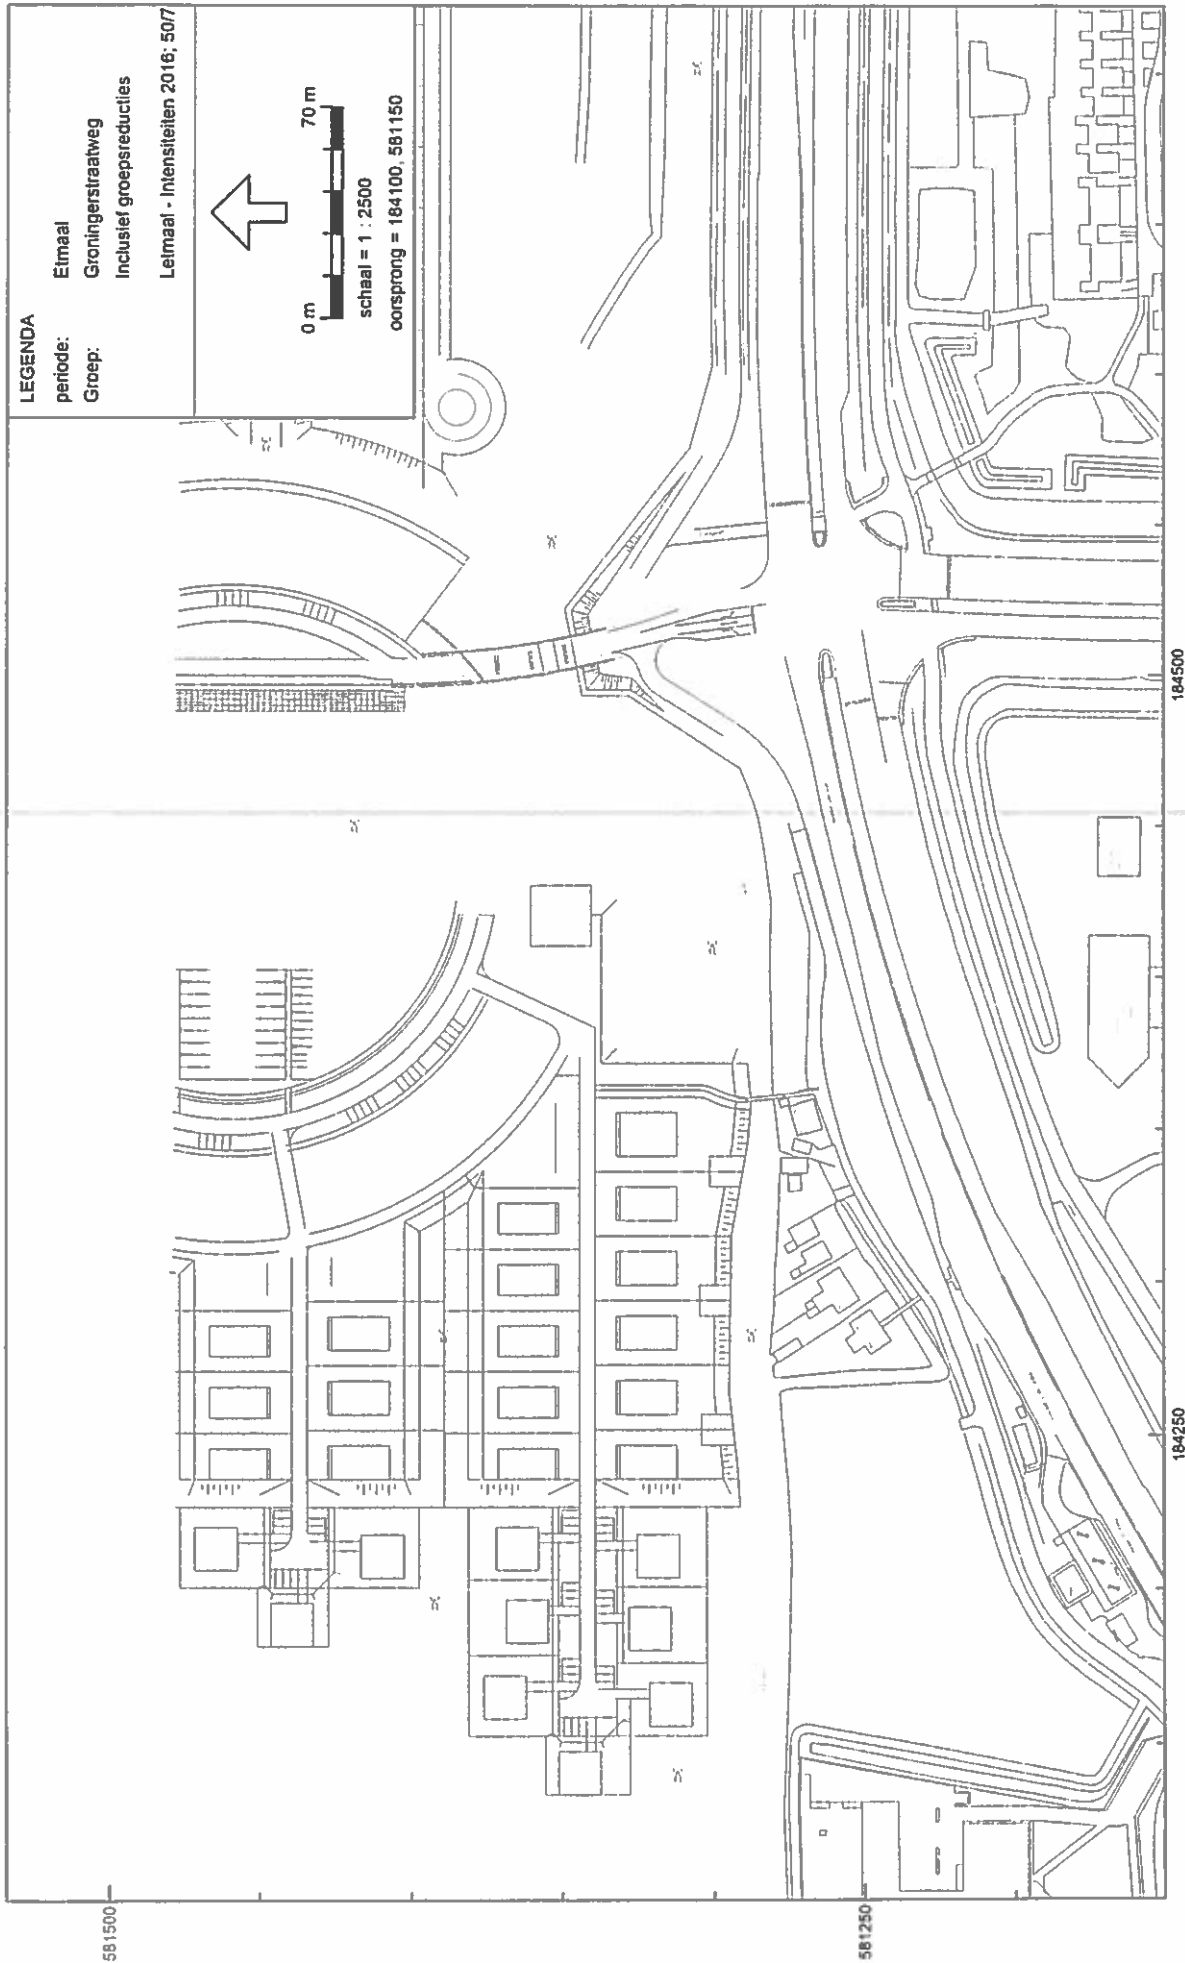 LEGENDA
periode: Etmaal
Groep: Groningerstraatweg
Inclusief groepsreducties
Letmaal - Intensiteiten 2016; 50/7
0 m 70 m
schaal = 1 : 2500
oorsprong = 184100, 581150
581500
581250
184250
184500